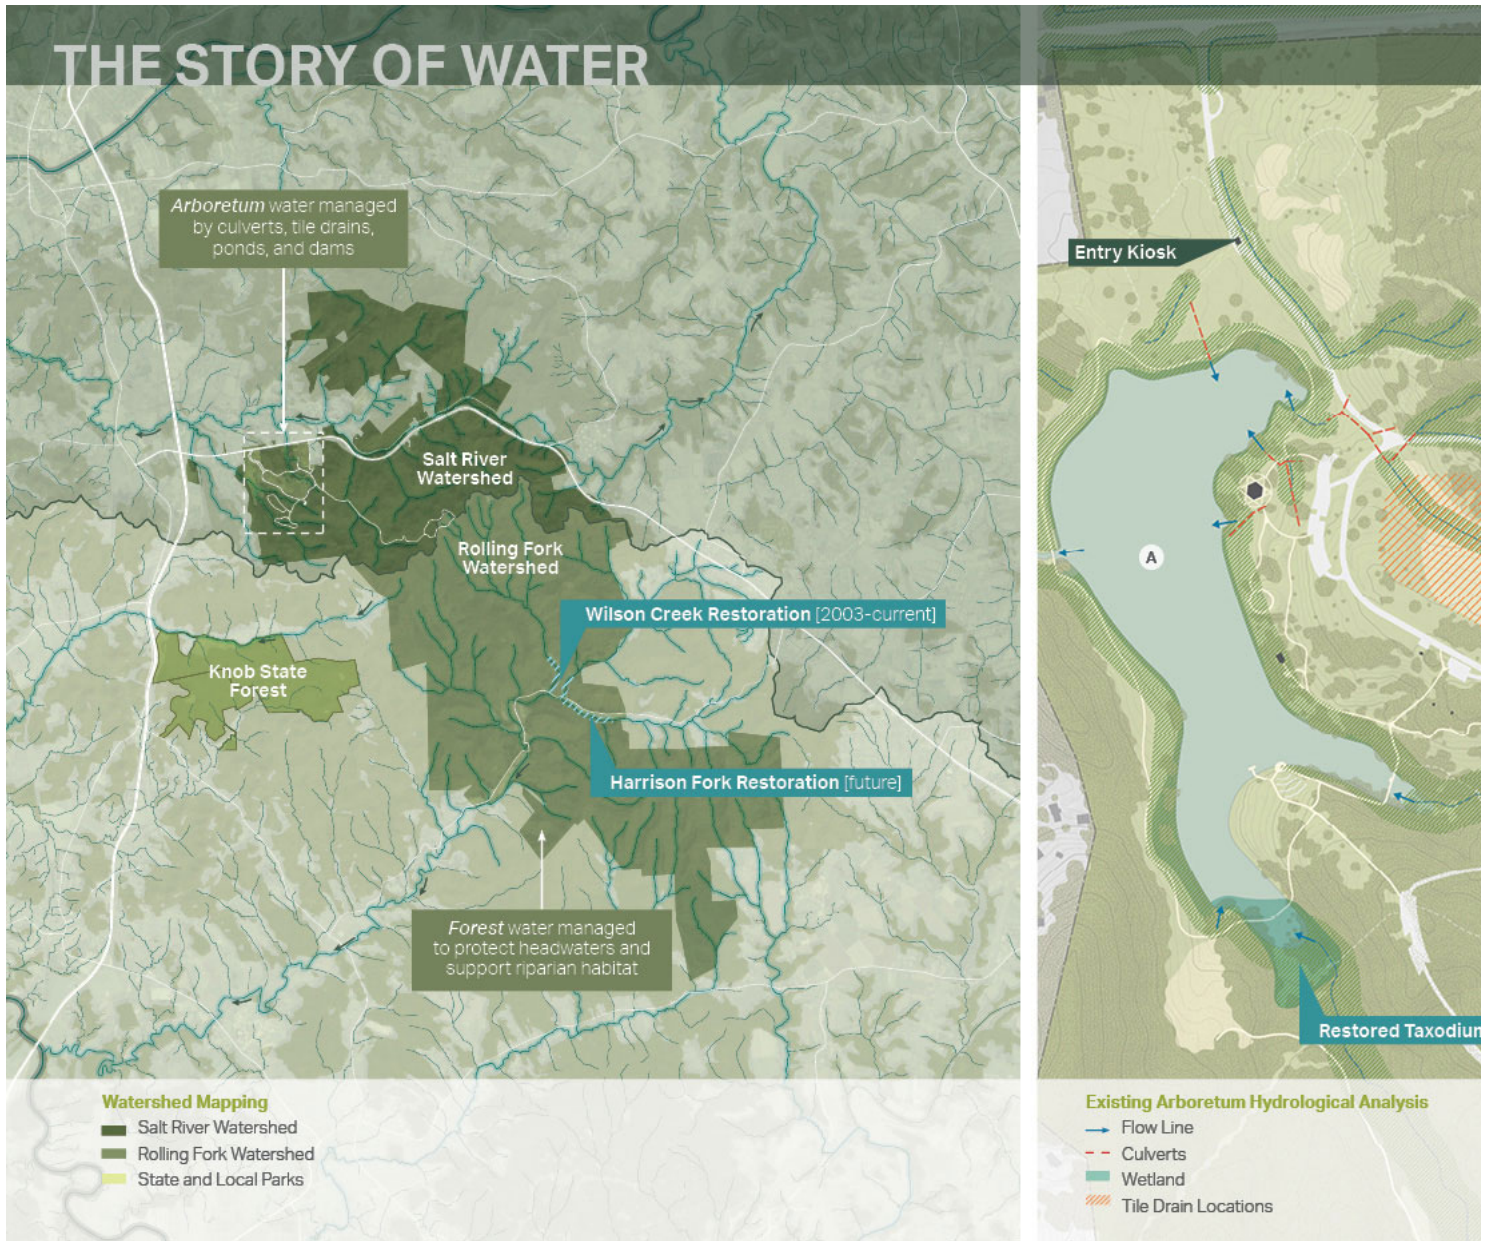 THE STORY OF WATER
Arboretum water managed
by culverts, tile drains,
ponds, and dams
Salt River
Watershed
Rolling Fork
Watershed
Wilson Creek Restoration [2003-current]
Knob State
Forest
Harrison Fork Restoration [future]
Forest water managed
to protect headwaters and
support riparian habitat
Watershed Mapping
Salt River Watershed
Rolling Fork Watershed
State and Local Parks
Entry Kiosk
A
Restored Taxodium
Existing Arboretum Hydrological Analysis
Flow Line
Culverts
Wetland
Tile Drain Locations